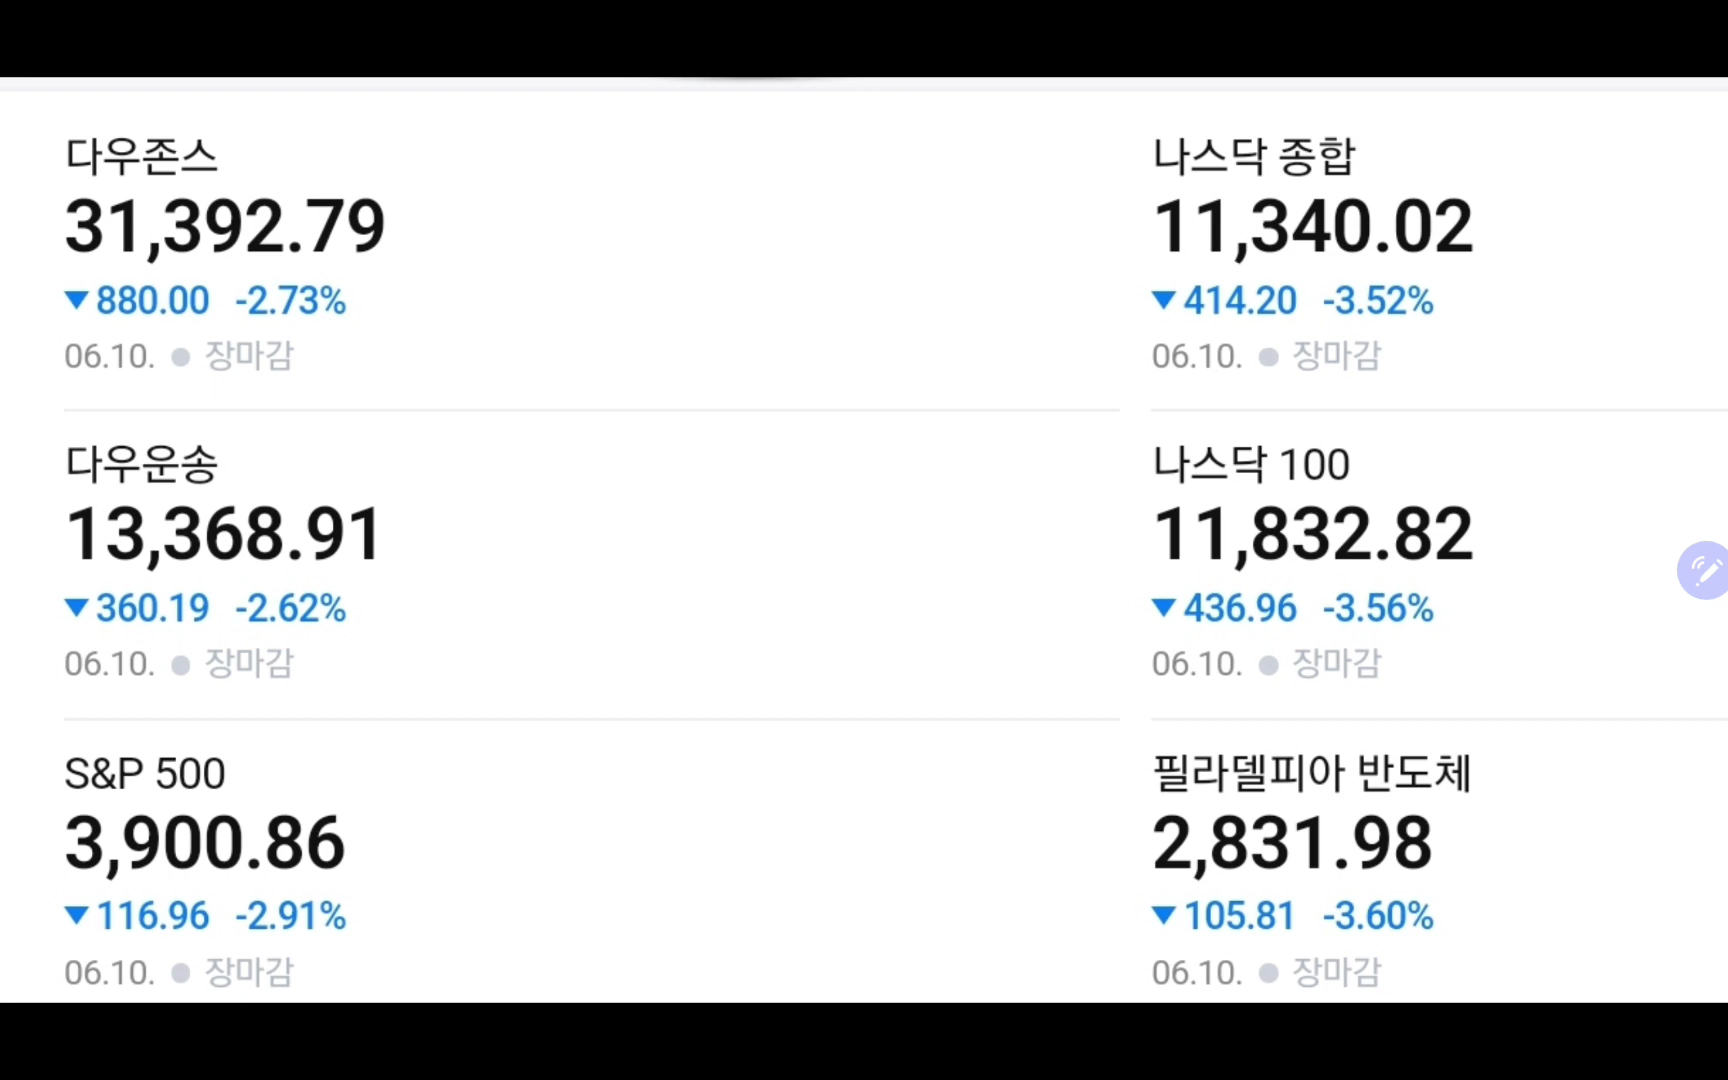 다우존스
31,392.79
▼880.00 -2.73%
06.10. ● 장마감
나스닥 종합
11,340.02
▼414.20 -3.52%
06.10. ● 장마감
다우운송
13,368.91
▼360.19 -2.62%
06.10. ● 장마감
나스닥 100
11,832.82
▼436.96 -3.56%
06.10. ● 장마감
S&P 500
3,900.86
▼116.96 -2.91%
06.10. ● 장마감
필라델피아 반도체
2,831.98
▼105.81 -3.60%
06.10. ● 장마감